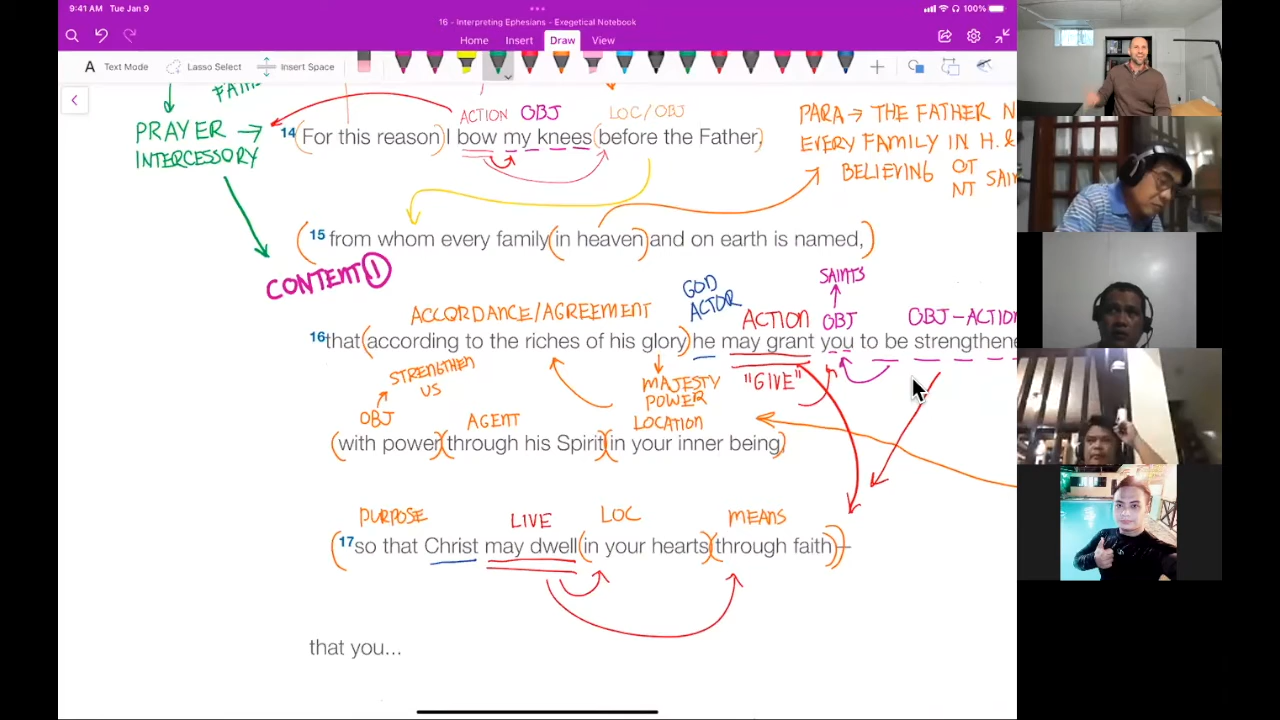 9:41 AM Tue Jan 9
100%
16 - Interpreting Ephesians - Exegetical Notebook
Home Insert Draw View
A Text Mode Lasso Select Insert Space
PRAYER
INTERCESSORY
ACTION OBJ LOC/OBJ
14 (For this reason) I bow my knees (before the Father,)
PARA → THE FATHER N
EVERY FAMILY IN H. &
BELIEVING OT
NT SAIN
(15 from whom every family (in heaven) and on earth is named,)
CONTENT 1
ACCORDANCE/AGREEMENT
GOD
ACTOR
ACTION
SAINTS
OBJ
OBJ-ACTION
16 that (according to the riches of his glory) he may grant you to be strengthene
STRENGTHEN
US
MAJESTY
POWER
"GIVE"
OBJ AGENT LOCATION
(with power) (through his Spirit) (in your inner being,)
PURPOSE LIVE LOC MEANS
(17 so that Christ may dwell (in your hearts) (through faith)—
that you...